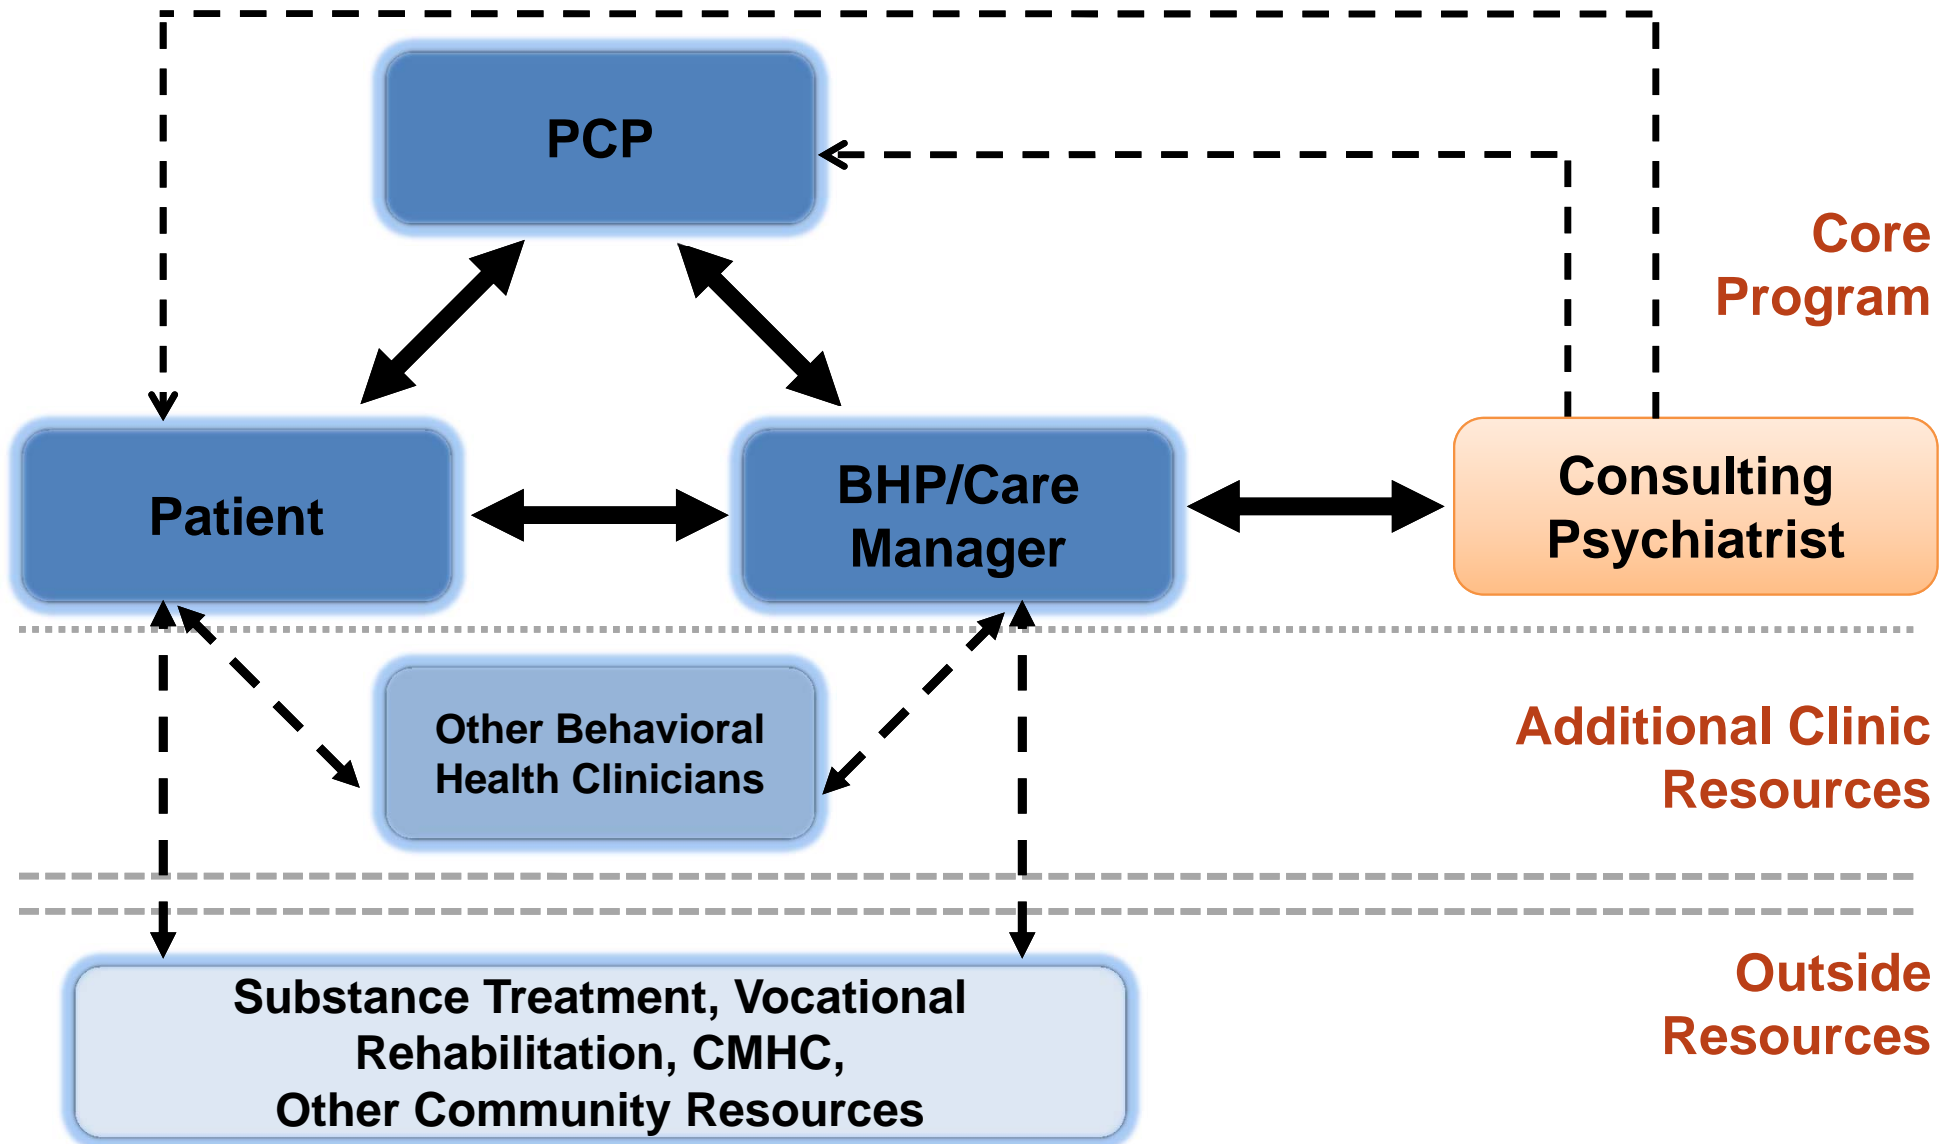 PCP
Core
Program
Patient
BHP/Care
Manager
Consulting
Psychiatrist
Other Behavioral
Health Clinicians
Additional Clinic
Resources
Substance Treatment, Vocational
Rehabilitation, CMHC,
Other Community Resources
Outside
Resources